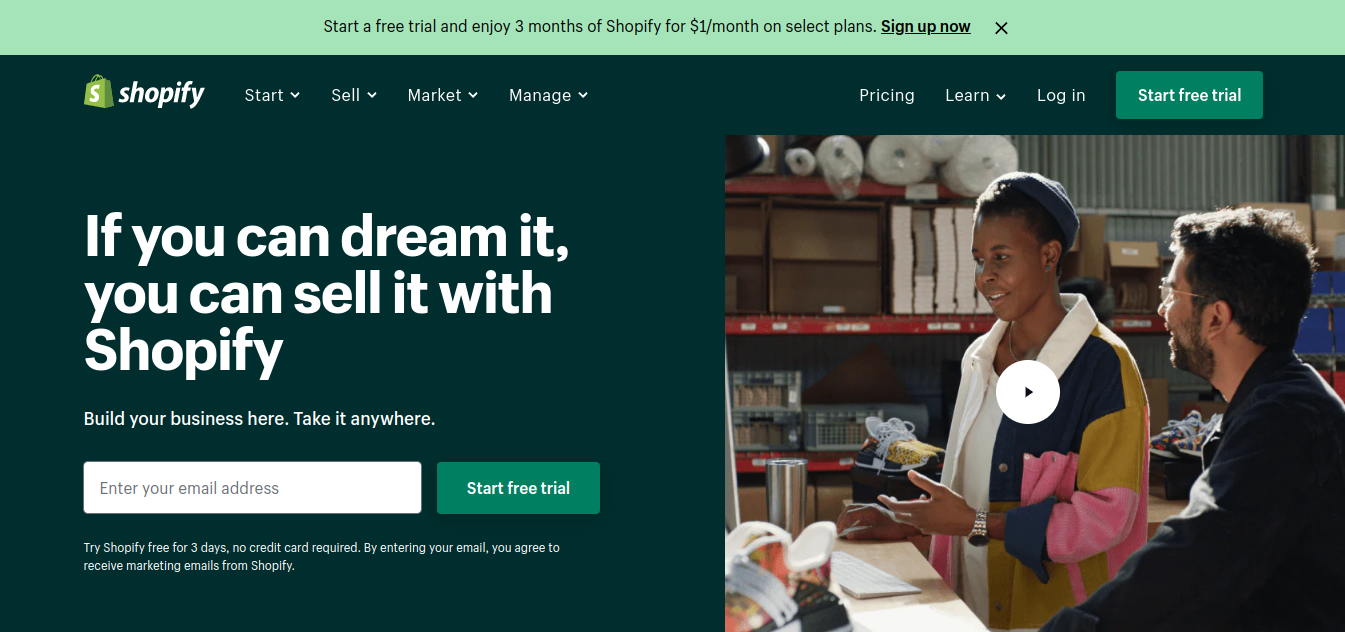 Start a free trial and enjoy 3 months of Shopify for $1/month on select plans. Sign up now
shopify Start Sell Market Manage Pricing Learn Log in Start free trial
If you can dream it,
you can sell it with
Shopify
Build your business here. Take it anywhere.
Enter your email address Start free trial
Try Shopify free for 3 days, no credit card required. By entering your email, you agree to
receive marketing emails from Shopify.